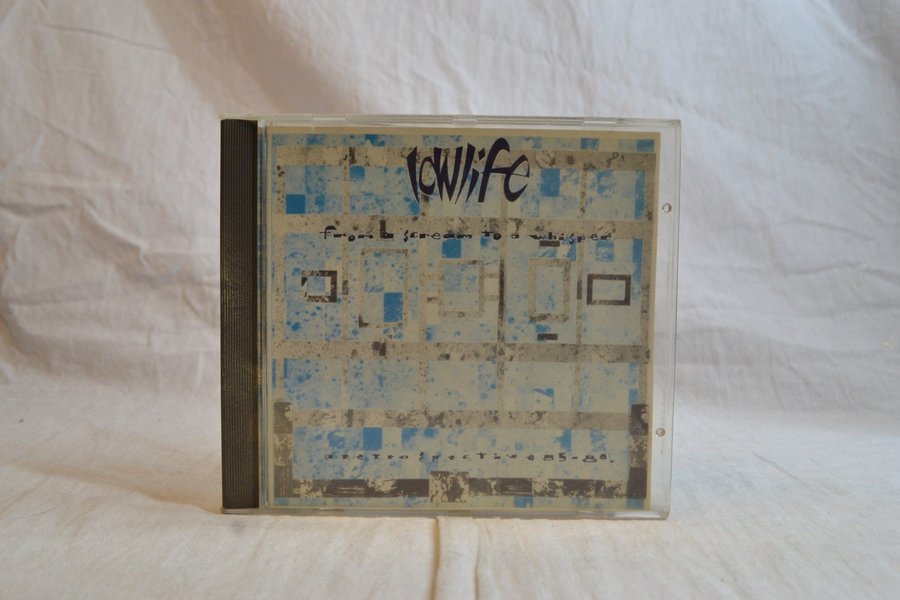 lowlife
from a scream to a whisper
a retrospective 85-88.